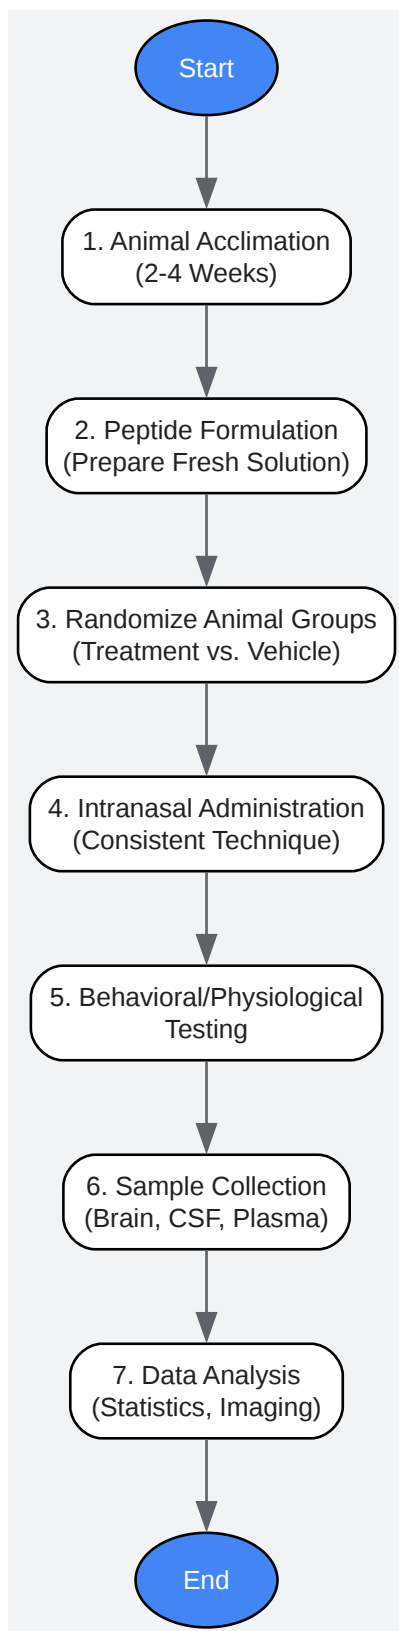 Start
1. Animal Acclimation
(2-4 Weeks)
2. Peptide Formulation
(Prepare Fresh Solution)
3. Randomize Animal Groups
(Treatment vs. Vehicle)
4. Intranasal Administration
(Consistent Technique)
5. Behavioral/Physiological
Testing
6. Sample Collection
(Brain, CSF, Plasma)
7. Data Analysis
(Statistics, Imaging)
End